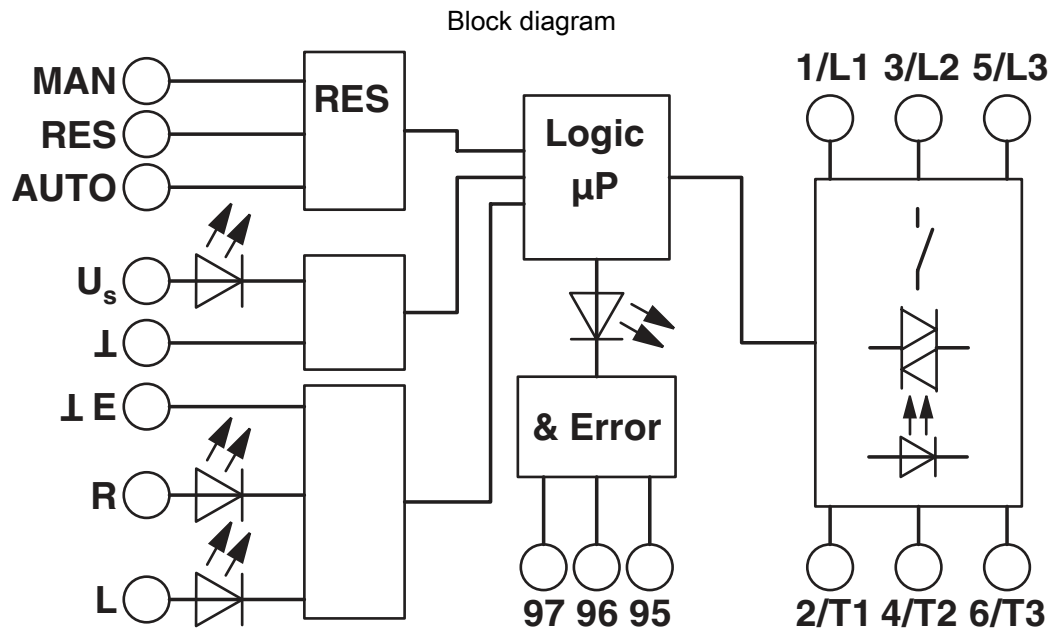 Block diagram
MAN
RES
AUTO
RES
U_s
⊥
⊥ E
R
L
Logic
µP
& Error
97 96 95
1/L1 3/L2 5/L3
2/T1 4/T2 6/T3